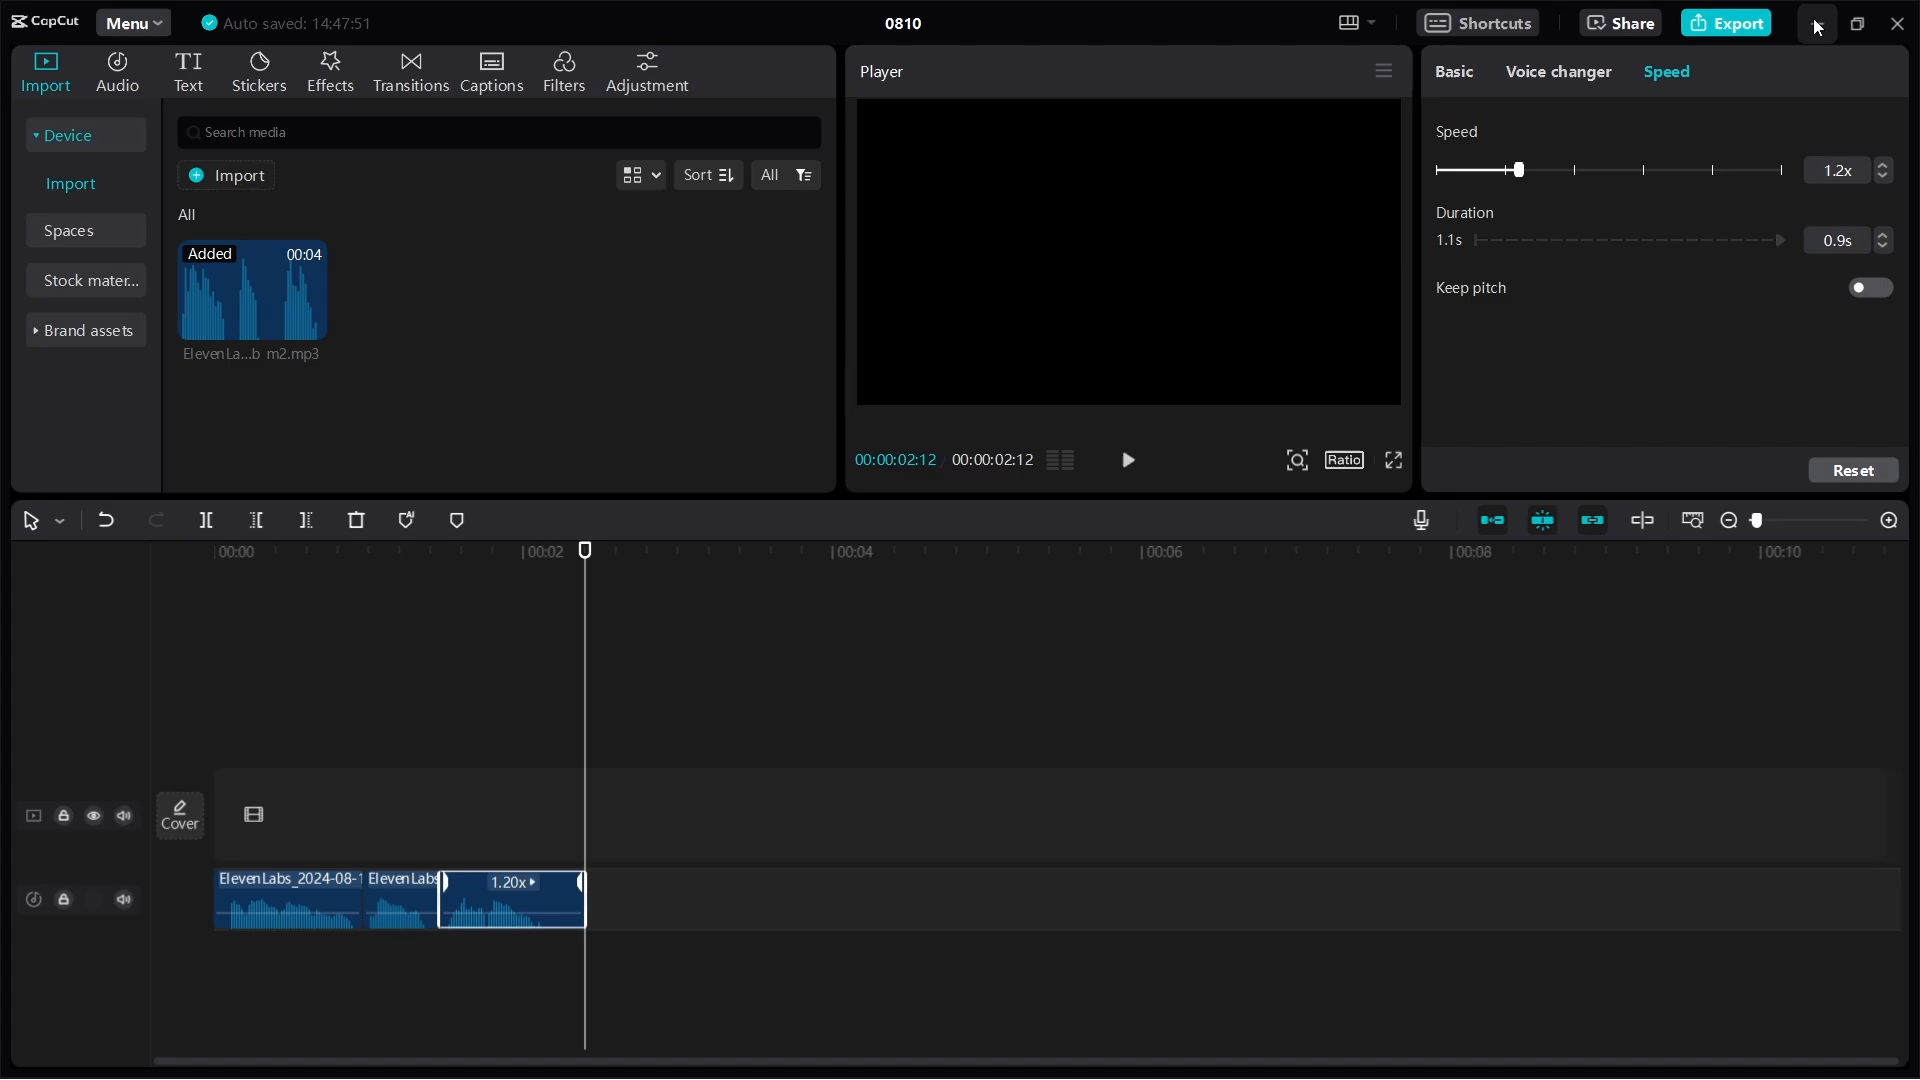 CapCut
Menu
Auto saved: 14:47:51
0810
Shortcuts
Share
Export
Import
Audio
Text
Stickers
Effects
Transitions
Captions
Filters
Adjustment
Device
Import
Spaces
Stock mater...
Brand assets
Search media
Import
Sort
All
All
Added
00:04
ElevenLa...b m2.mp3
Player
00:00:02:12
00:00:02:12
Ratio
Basic
Voice changer
Speed
Speed
1.2x
Duration
1.1s
0.9s
Keep pitch
Reset
00:00
00:02
00:04
00:06
00:08
00:10
Cover
ElevenLabs_2024-08-1
ElevenLabs
1.20x